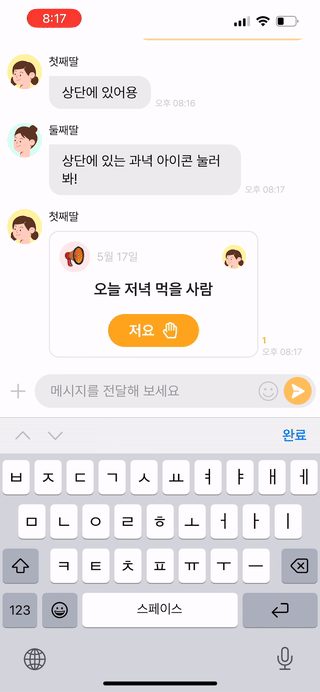 8:17
첫째딸
상단에 있어용
오후 08:16
둘째딸
상단에 있는 과녁 아이콘 눌러
봐!
오후 08:17
첫째딸
5월 17일
오늘 저녁 먹을 사람
저요
1
오후 08:17
메시지를 전달해 보세요
완료
ㅂ ㅈ ㄷ ㄱ ㅅ ㅛ ㅕ ㅑ ㅐ ㅔ
ㅁ ㄴ ㅇ ㄹ ㅎ ㅗ ㅓ ㅏ ㅣ
ㅋ ㅌ ㅊ ㅍ ㅠ ㅜ ㅡ
123
스페이스